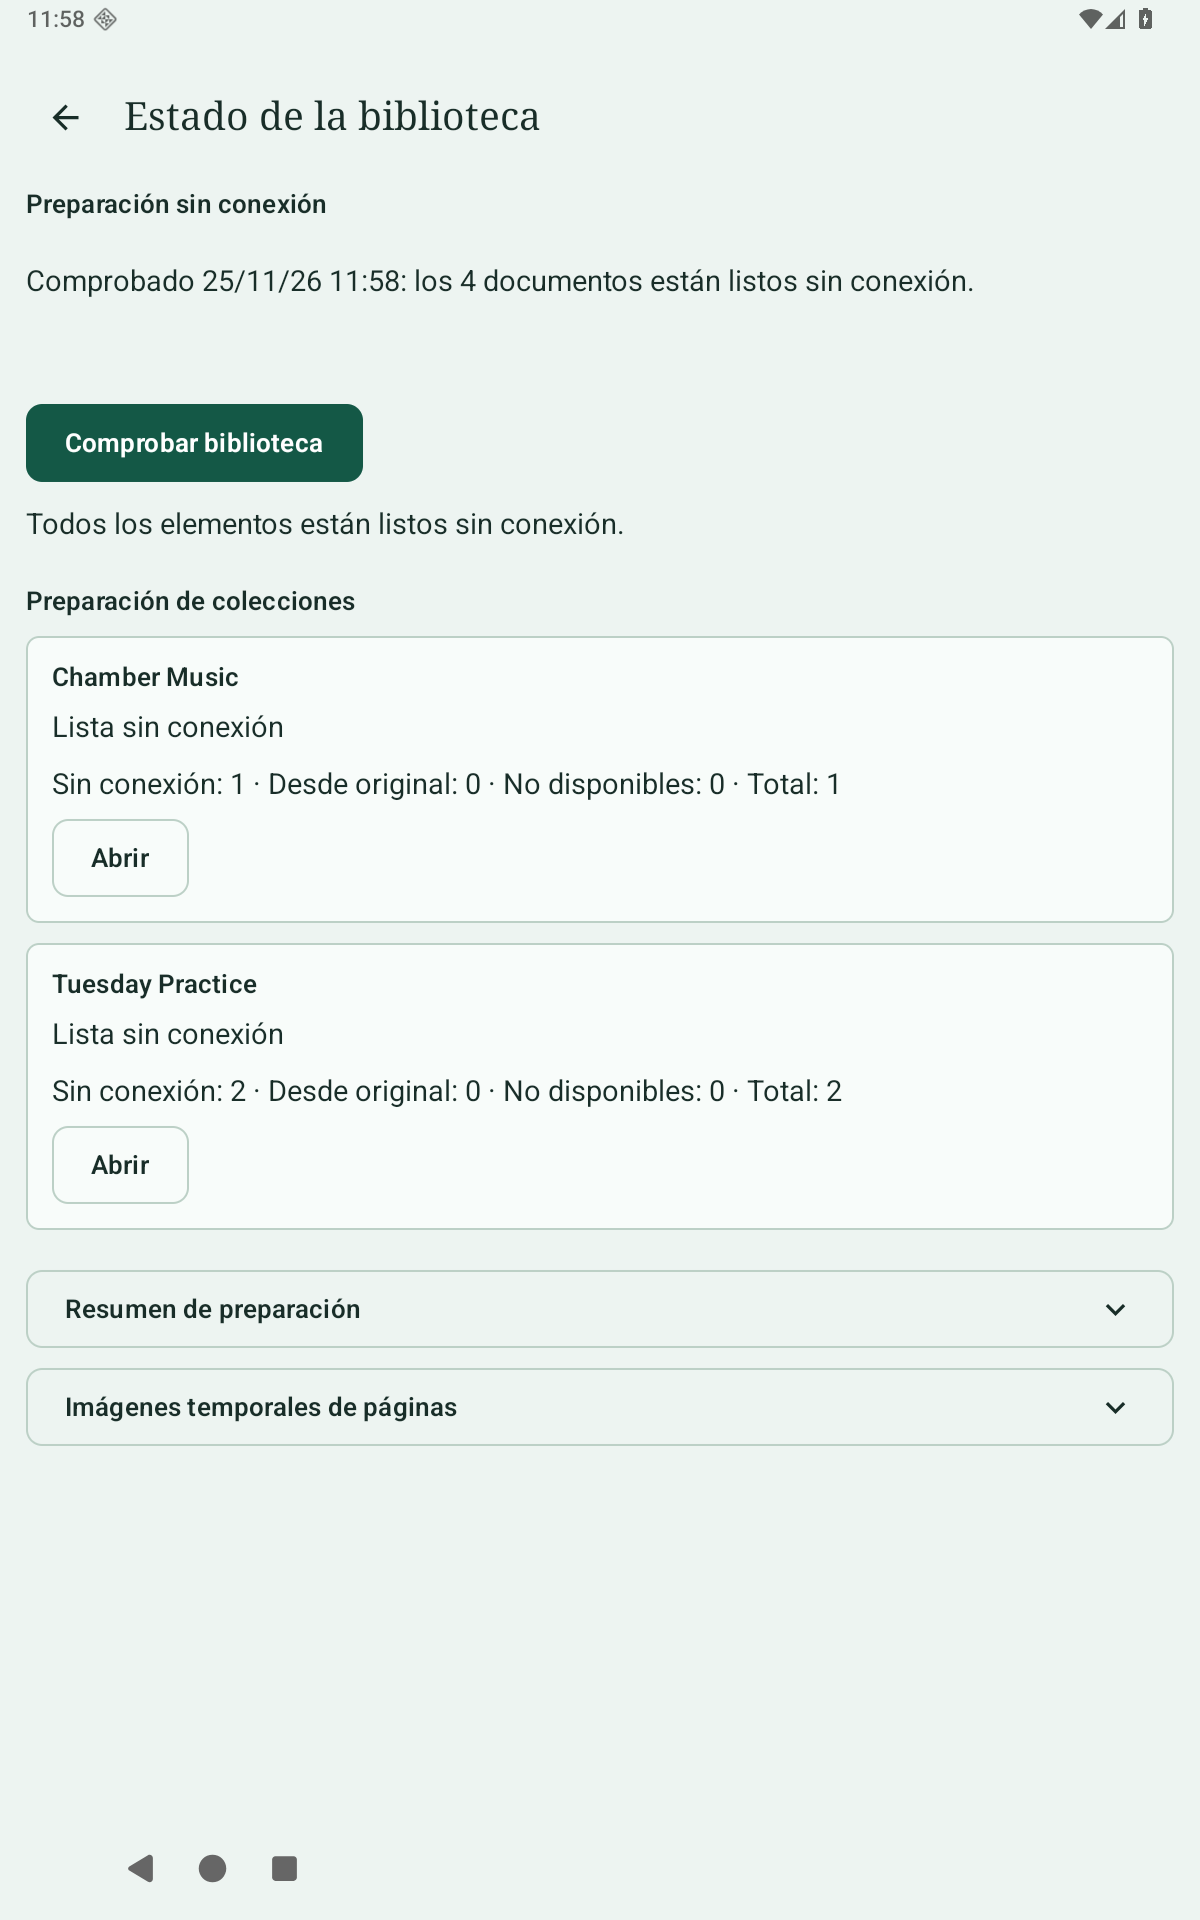 11:58
Estado de la biblioteca
Preparación sin conexión
Comprobado 25/11/26 11:58: los 4 documentos están listos sin conexión.
Comprobar biblioteca
Todos los elementos están listos sin conexión.
Preparación de colecciones
Chamber Music
Lista sin conexión
Sin conexión: 1 · Desde original: 0 · No disponibles: 0 · Total: 1
Abrir
Tuesday Practice
Lista sin conexión
Sin conexión: 2 · Desde original: 0 · No disponibles: 0 · Total: 2
Abrir
Resumen de preparación
Imágenes temporales de páginas